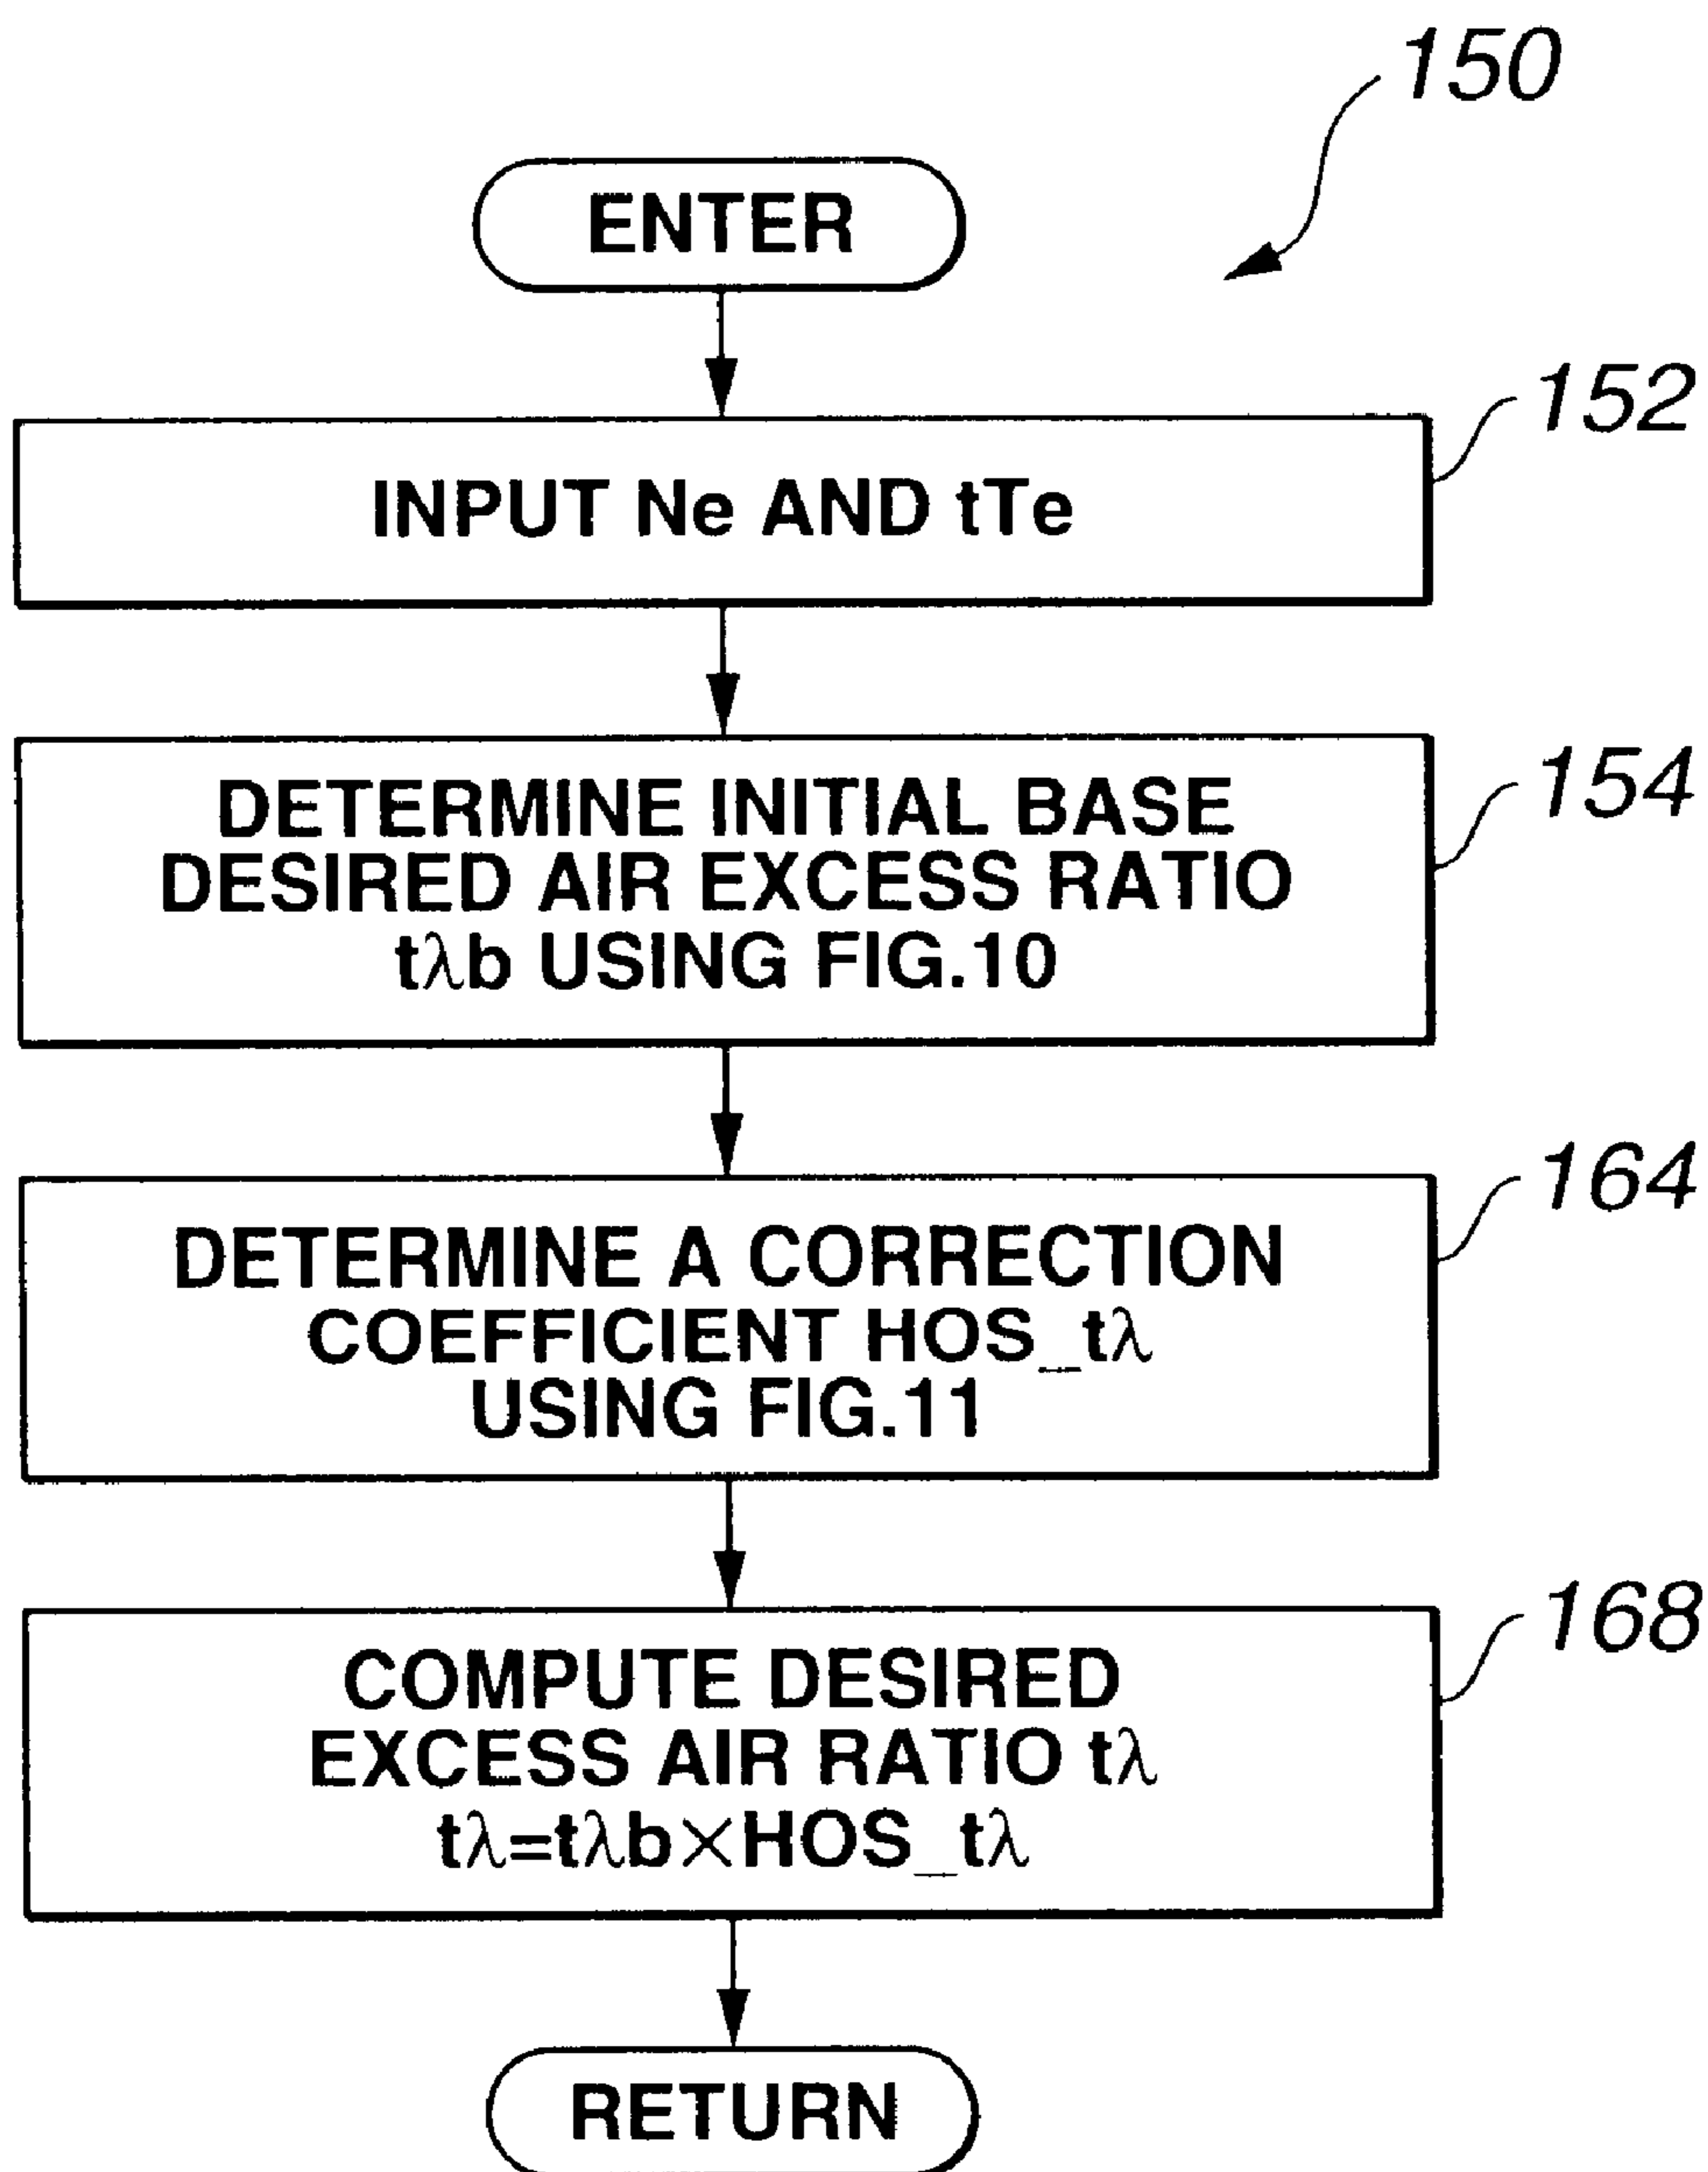 150
ENTER
152
INPUT Ne AND tTe
154
DETERMINE INITIAL BASE
DESIRED AIR EXCESS RATIO
tλb USING FIG.10
164
DETERMINE A CORRECTION
COEFFICIENT HOS_tλ
USING FIG.11
168
COMPUTE DESIRED
EXCESS AIR RATIO tλ
tλ=tλb×HOS_tλ
RETURN